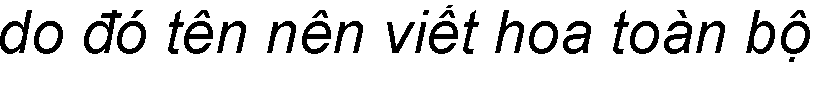 do đó tên nên viết hoa toàn bộ